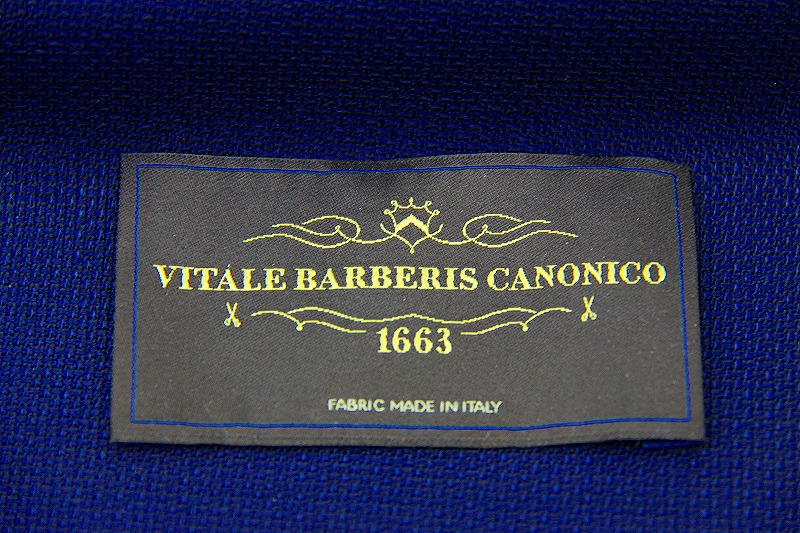 VITALE BARBERIS CANONICO
1663
FABRIC MADE IN ITALY